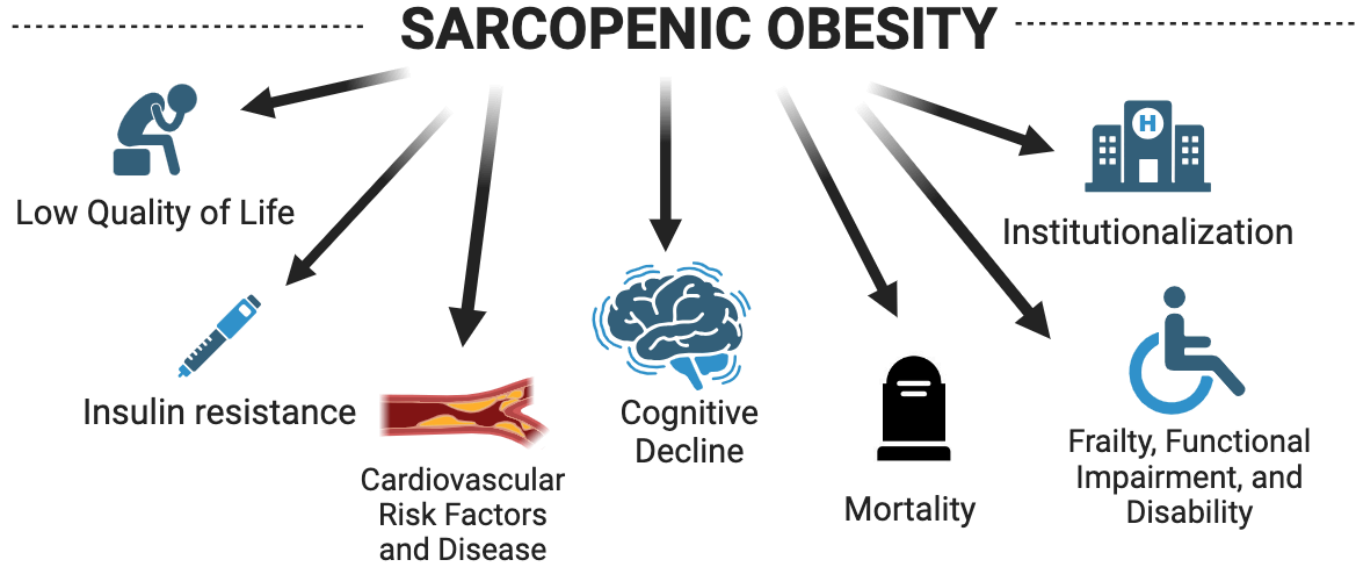 SARCOPENIC OBESITY
H
Low Quality of Life
Institutionalization
Insulin resistance
Cardiovascular
Risk Factors
and Disease
Cognitive
Decline
Mortality
Frailty, Functional
Impairment, and
Disability